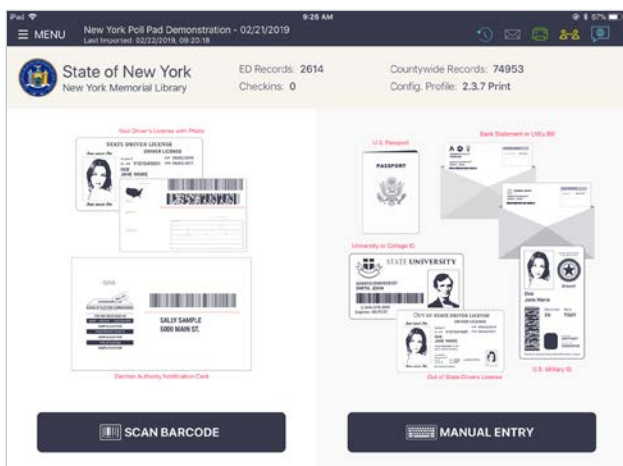 iPad
9:26 AM
57%
MENU
New York Poll Pad Demonstration - 02/21/2019
Last Imported: 02/22/2019, 09:20:18
State of New York
New York Memorial Library
ED Records: 2614
Checkins: 0
Countywide Records: 74953
Config. Profile: 2.3.7 Print
Your Driver's License with Photo
STATE DRIVER LICENSE
DRIVER LICENSE
DOE
JANE MARIE
SALLY SAMPLE
5000 MAIN ST.
Election Authority Notification Card
U.S. Passport
PASSPORT
Bank Statement or Utility Bill
University or College ID
STATE UNIVERSITY
SMITH, JOHN
OUT OF STATE DRIVERS LICENSE
DRIVER LICENSE
DOE
JANE MARIE
Out of State Drivers License
Doe
Jane Marie
U.S. Military ID
SCAN BARCODE
MANUAL ENTRY